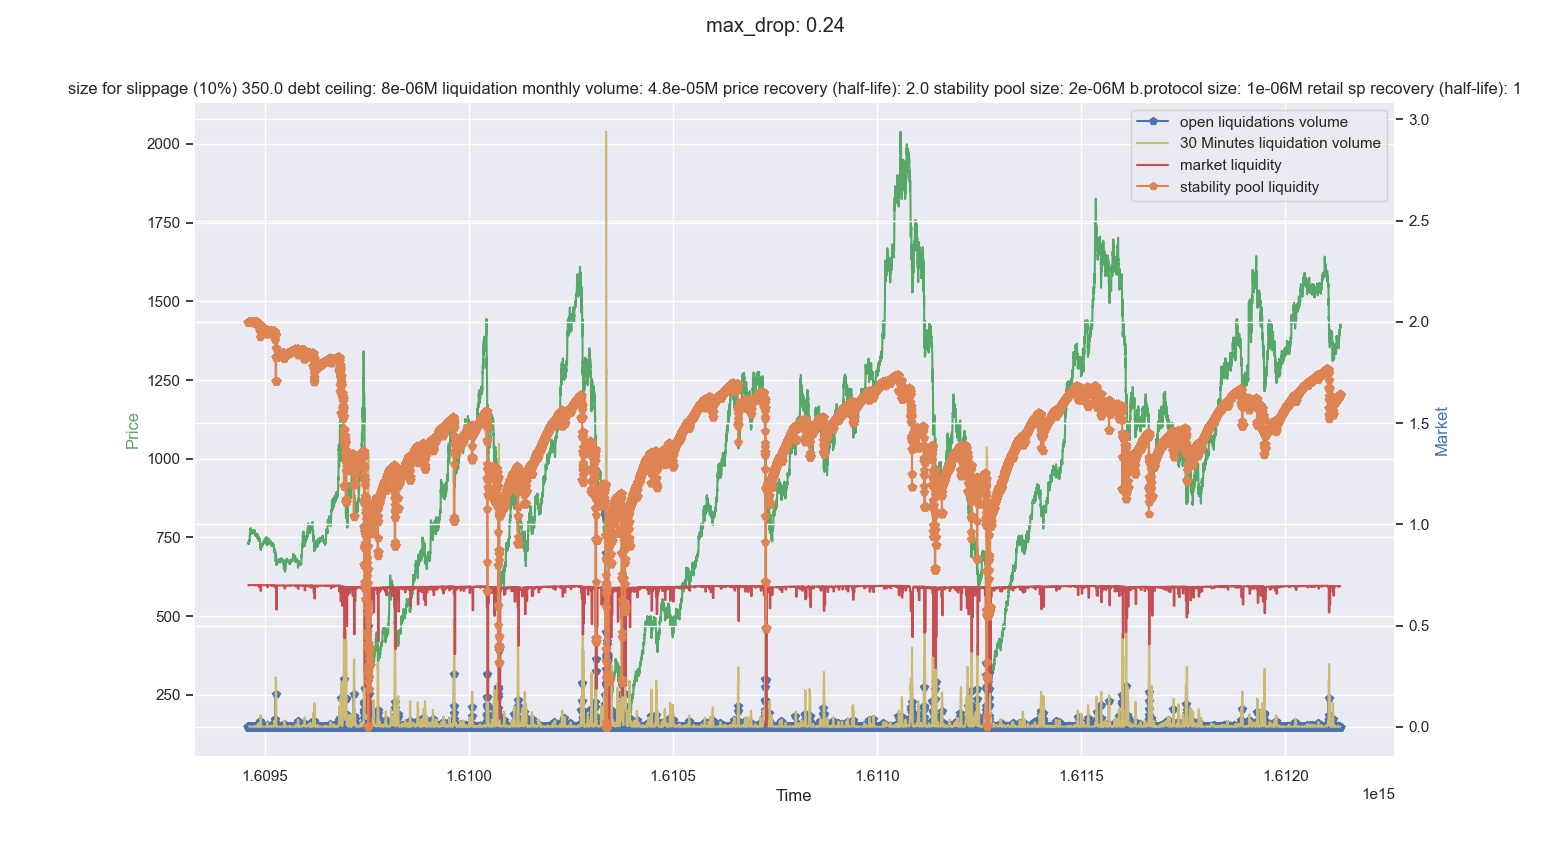 max_drop: 0.24
size for slippage (10%) 350.0 debt ceiling: 8e-06M liquidation monthly volume: 4.8e-05M price recovery (half-life): 2.0 stability pool size: 2e-06M b.protocol size: 1e-06M retail sp recovery (half-life): 1
open liquidations volume
30 Minutes liquidation volume
market liquidity
stability pool liquidity
2000
1750
1500
1250
1000
750
500
250
Price
3.0
2.5
2.0
1.5
1.0
0.5
0.0
Market
1.6095 1.6100 1.6105 1.6110 1.6115 1.6120
Time
1e15